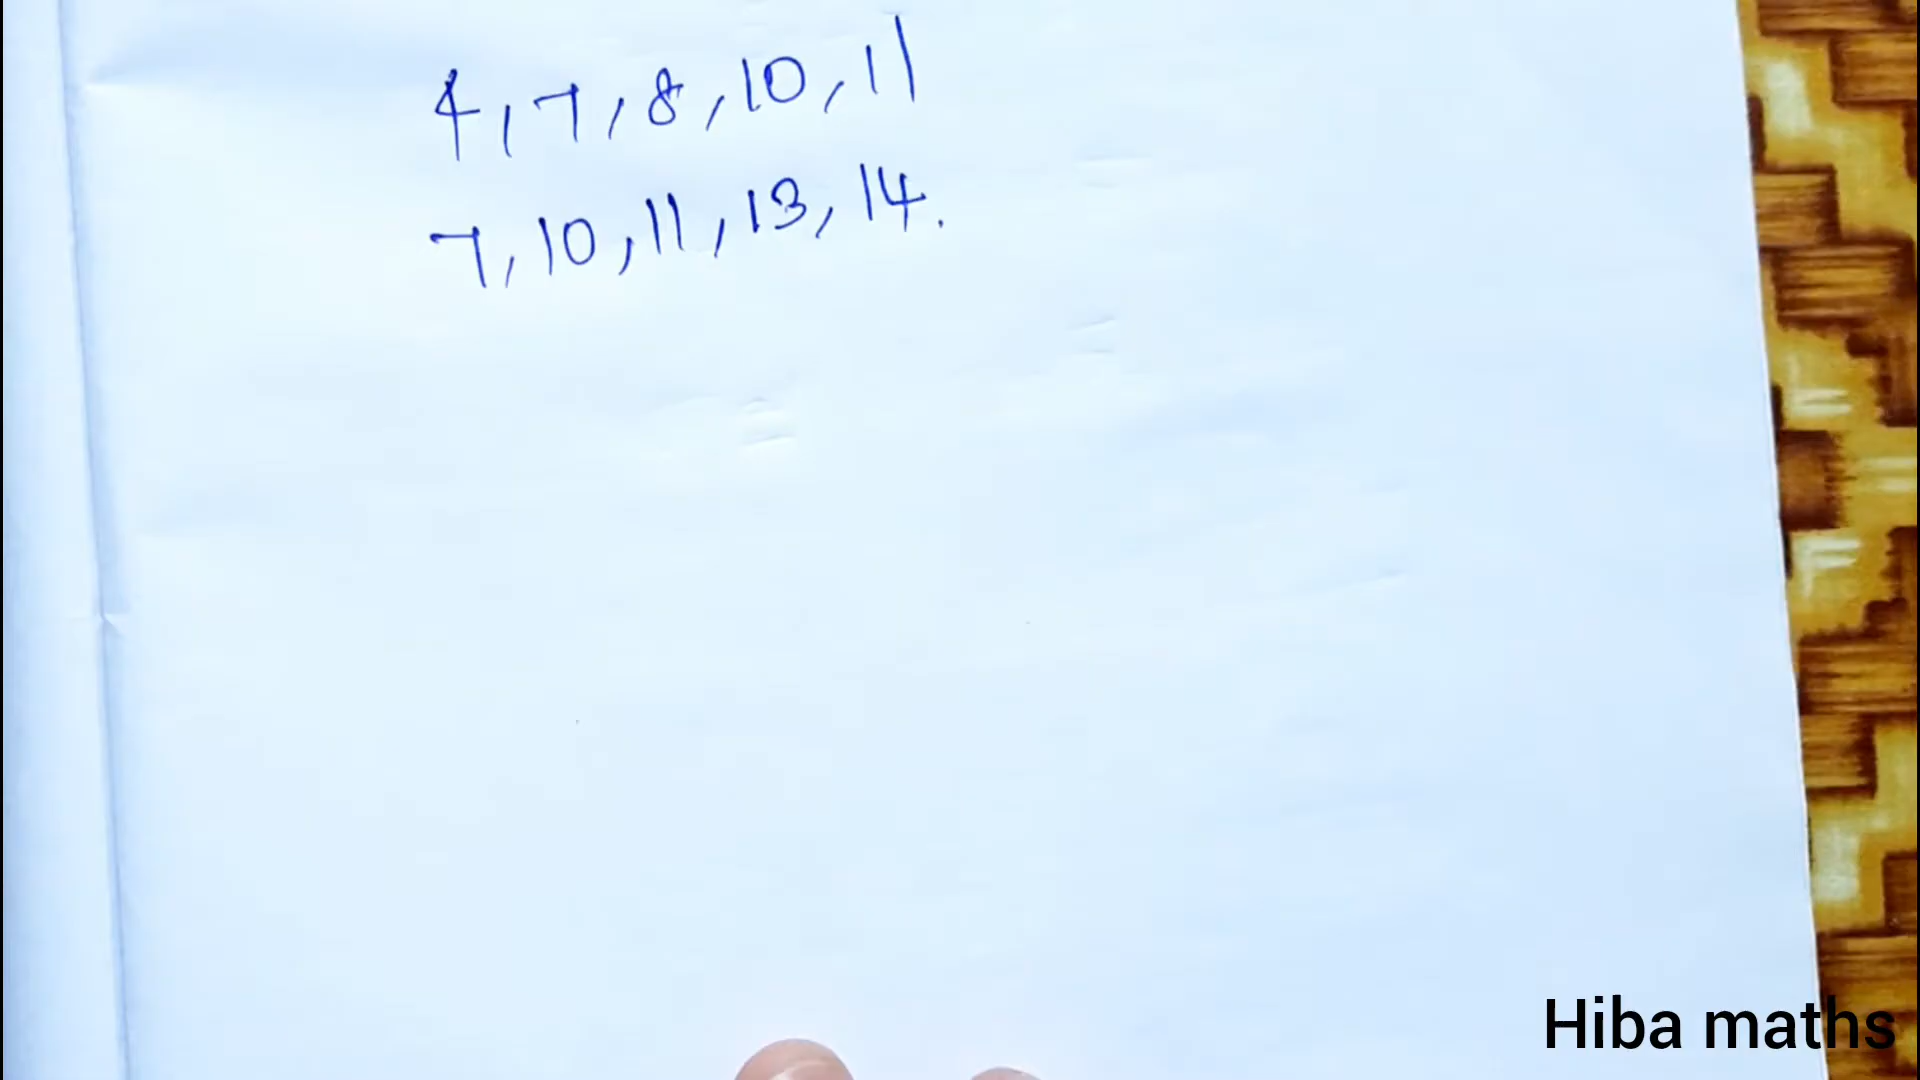 4, 7, 8, 10, 11
7, 10, 11, 13, 14.
Hiba maths